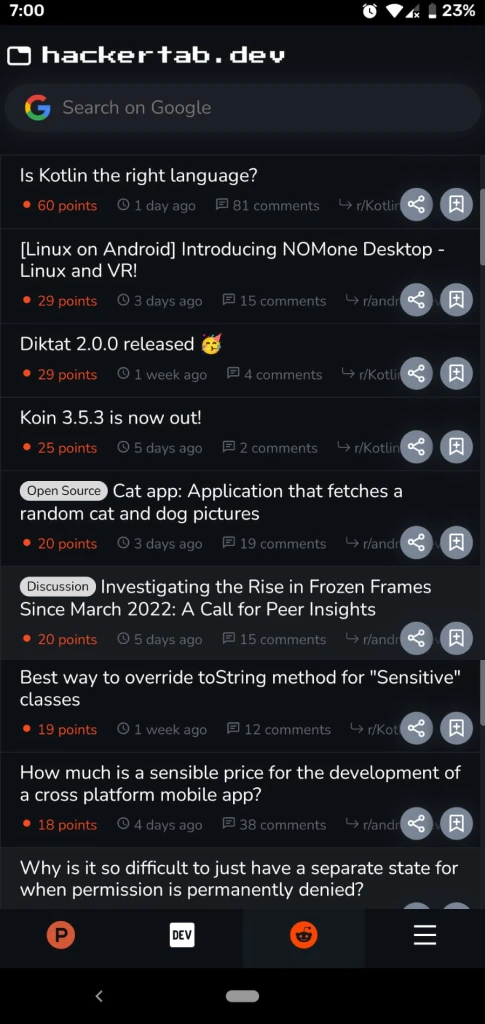 7:00
23%
hackertab.dev
Search on Google
Is Kotlin the right language?
60 points 1 day ago 81 comments r/Kotlin
[Linux on Android] Introducing NOMone Desktop -
Linux and VR!
29 points 3 days ago 15 comments r/andr
Diktat 2.0.0 released 🥳
29 points 1 week ago 4 comments r/Kotlin
Koin 3.5.3 is now out!
25 points 5 days ago 2 comments r/Kotlin
Open Source Cat app: Application that fetches a
random cat and dog pictures
20 points 3 days ago 19 comments r/andr
Discussion Investigating the Rise in Frozen Frames
Since March 2022: A Call for Peer Insights
20 points 5 days ago 15 comments r/andr
Best way to override toString method for "Sensitive"
classes
19 points 1 week ago 12 comments r/Kot
How much is a sensible price for the development of
a cross platform mobile app?
18 points 4 days ago 38 comments r/andr
Why is it so difficult to just have a separate state for
when permission is permanently denied?
P
DEV